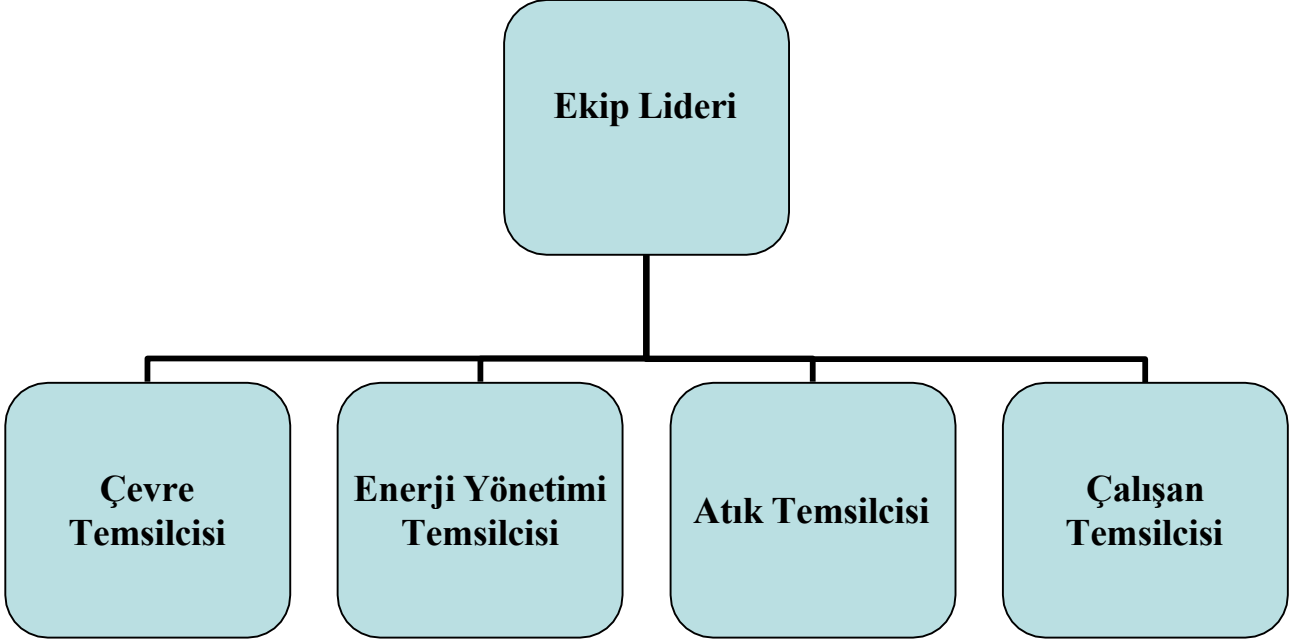 Ekip Lideri
Çevre
Temsilcisi
Enerji Yönetimi
Temsilcisi
Atık Temsilcisi
Çalışan
Temsilcisi